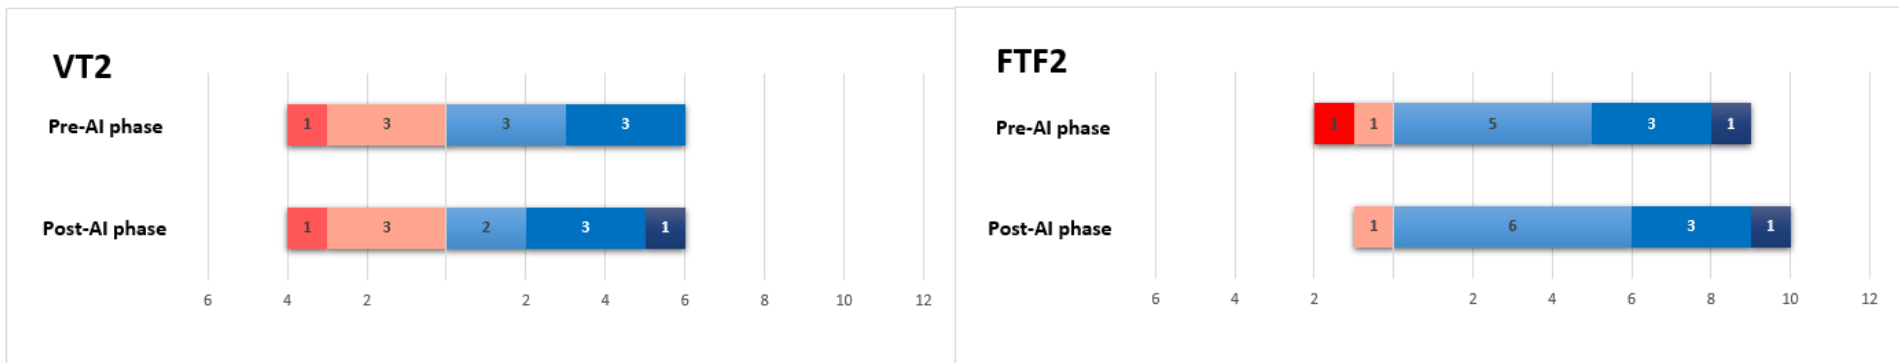 VT2
Pre-AI phase
1 3 3 3
Post-AI phase
1 3 2 3 1
6 4 2 2 4 6 8 10 12
FTF2
Pre-AI phase
1 1 5 3 1
Post-AI phase
1 6 3 1
6 4 2 2 4 6 8 10 12